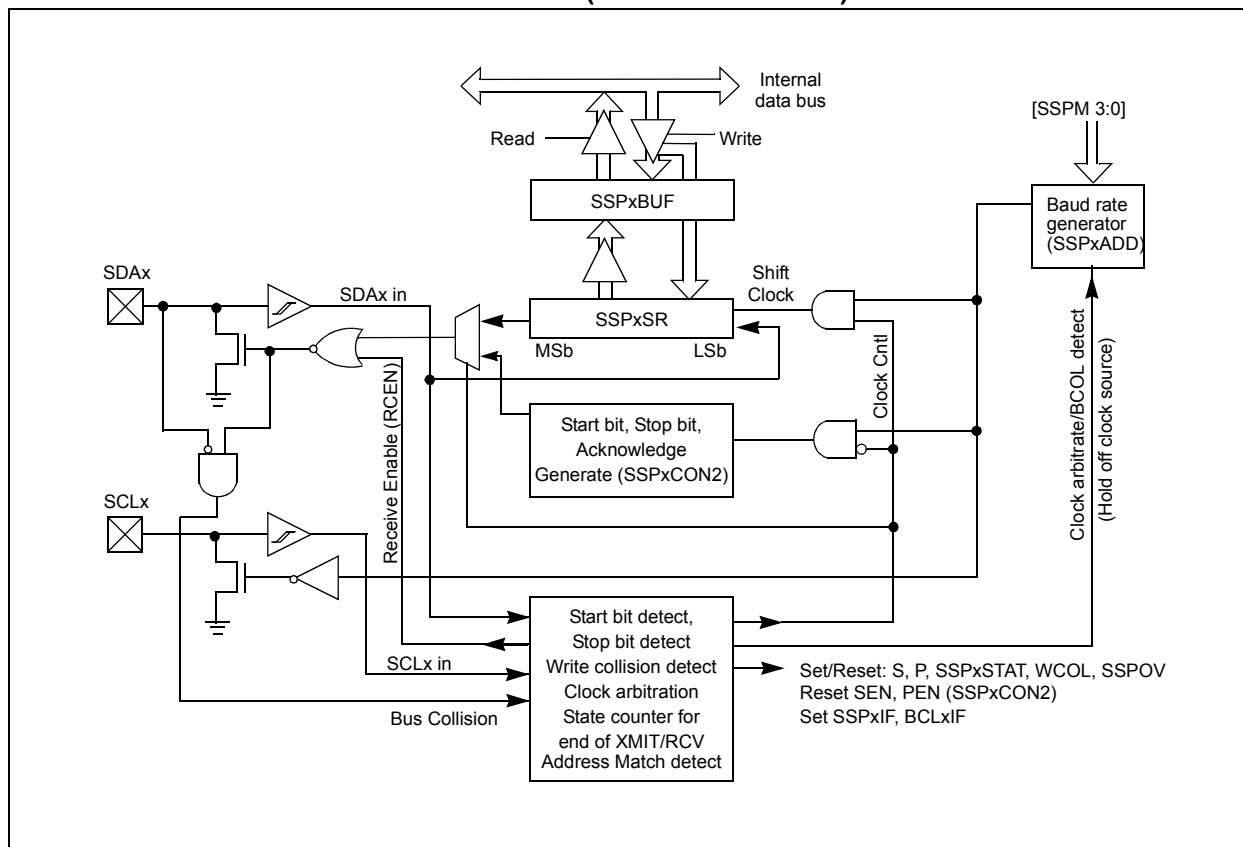 Internal
data bus
[SSPM 3:0]
Read
Write
SSPxBUF
Baud rate
generator
(SSPxADD)
SDAx
Shift
Clock
SDAx in
SSPxSR
MSb
LSb
Clock Cntl
Clock arbitrate/BCOL detect
(Hold off clock source)
Receive Enable (RCEN)
Start bit, Stop bit,
Acknowledge
Generate (SSPxCON2)
SCLx
Start bit detect,
Stop bit detect
SCLx in
Write collision detect
Clock arbitration
State counter for
end of XMIT/RCV
Address Match detect
Bus Collision
Set/Reset: S, P, SSPxSTAT, WCOL, SSPOV
Reset SEN, PEN (SSPxCON2)
Set SSPxIF, BCLxIF